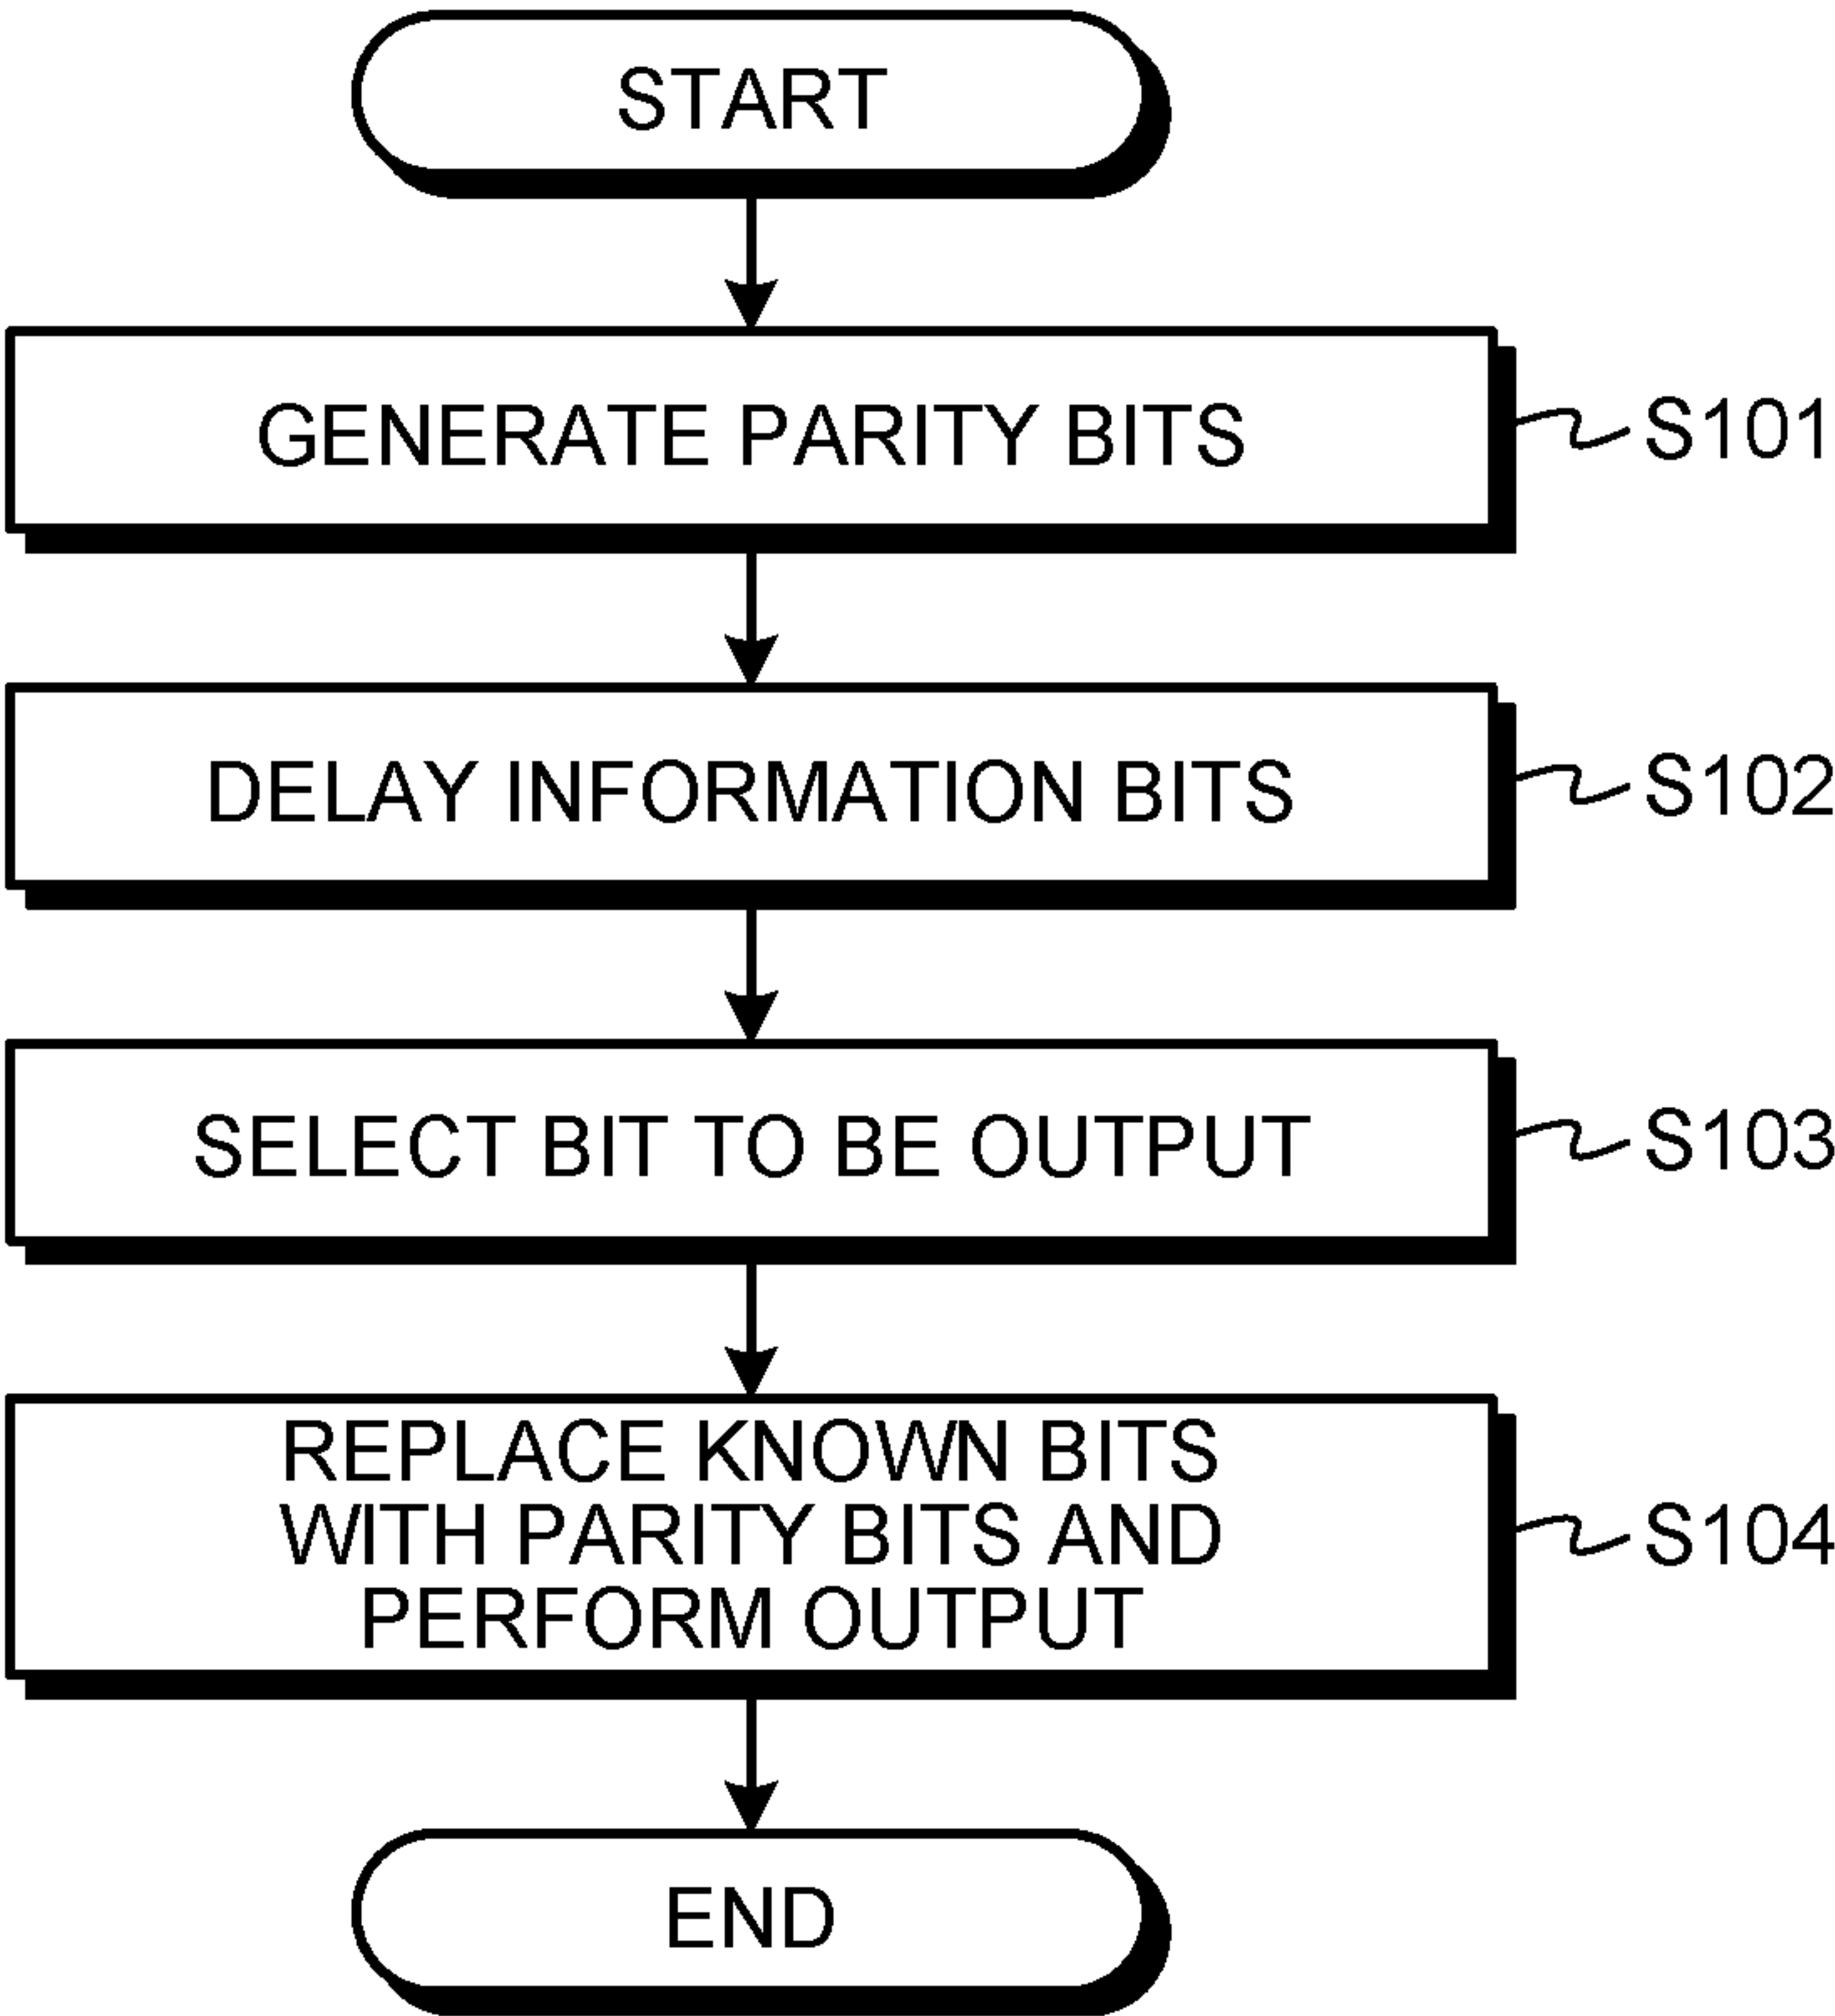 START
GENERATE PARITY BITS
S101
DELAY INFORMATION BITS
S102
SELECT BIT TO BE OUTPUT
S103
REPLACE KNOWN BITS
WITH PARITY BITS AND
PERFORM OUTPUT
S104
END